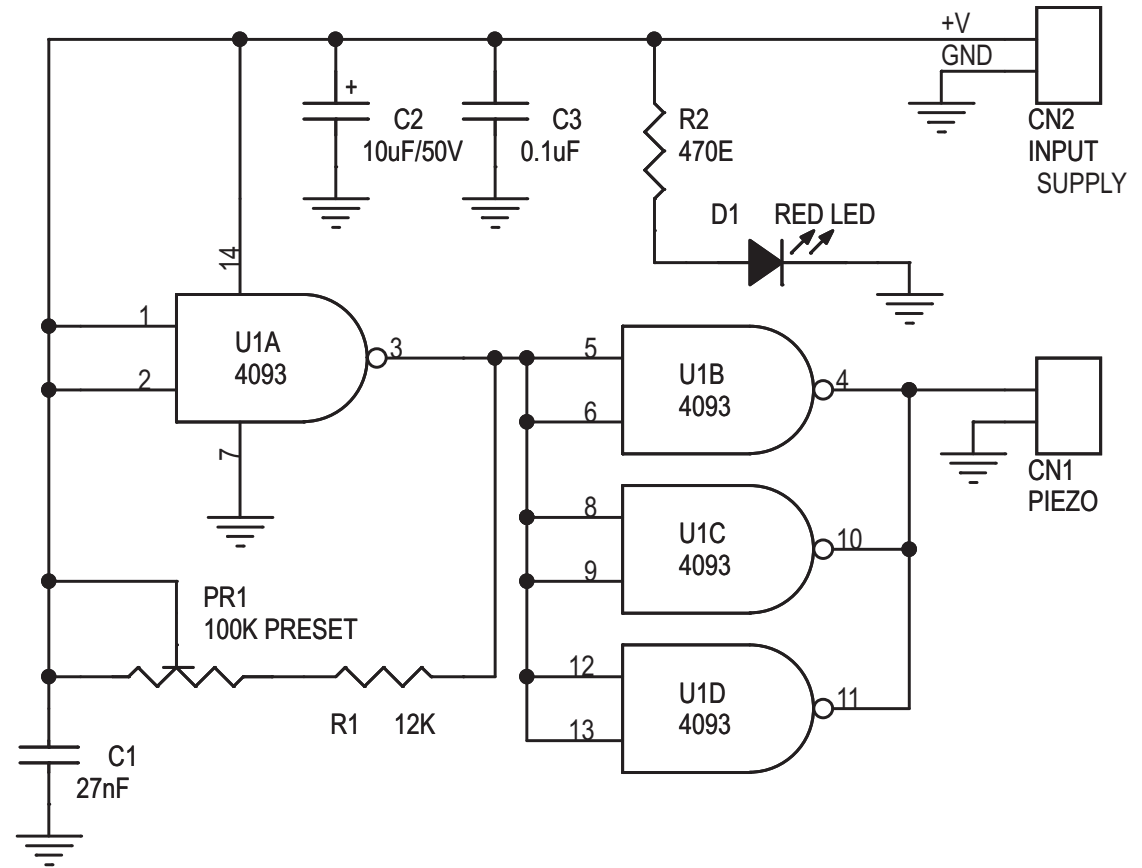 +V
GND
CN2
INPUT
SUPPLY
+
C2
10uF/50V
C3
0.1uF
R2
470E
D1 RED LED
14
1
2
U1A
4093
3
7
5
6
U1B
4093
4
CN1
PIEZO
8
9
U1C
4093
10
12
13
U1D
4093
11
PR1
100K PRESET
R1 12K
C1
27nF